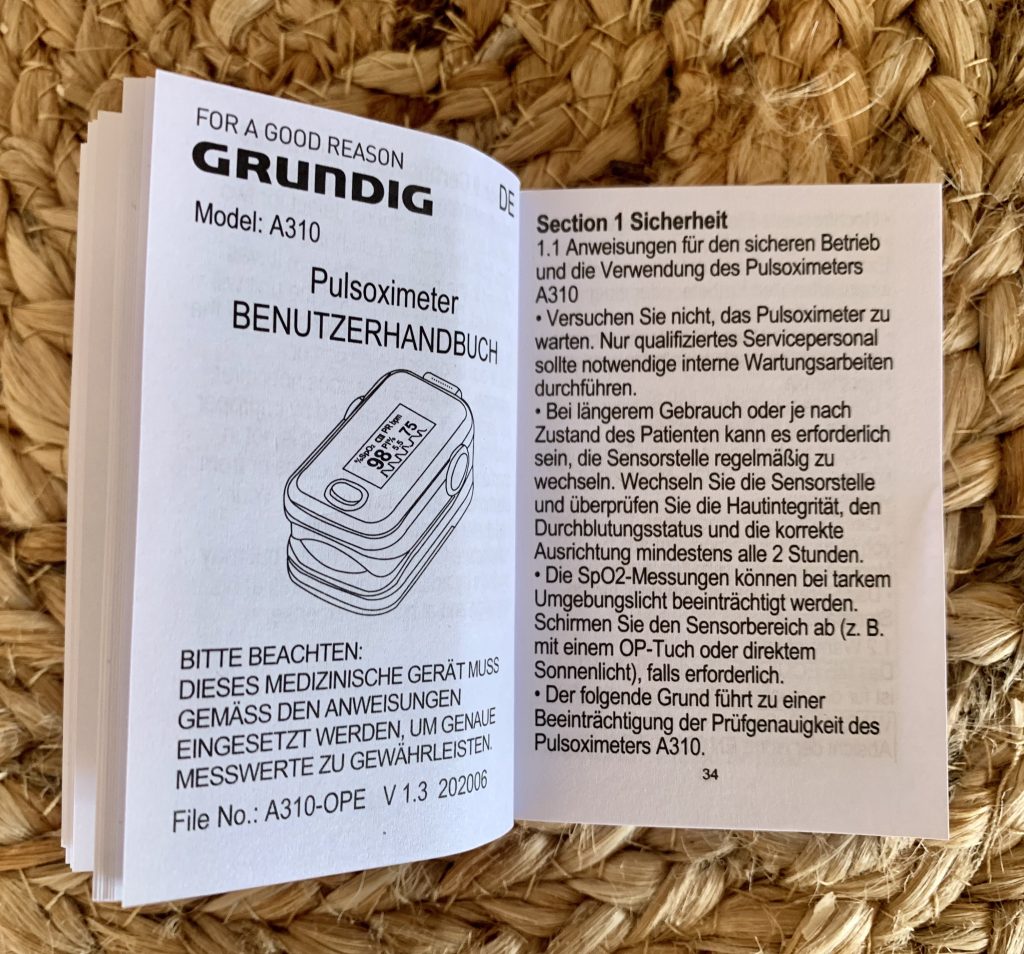 FOR A GOOD REASON
GRUNDIG
DE
Model: A310
Pulsoximeter
BENUTZERHANDBUCH
%SpO₂ PR bpm
98 PI% 5.5 75
BITTE BEACHTEN:
DIESES MEDIZINISCHE GERÄT MUSS
GEMÄSS DEN ANWEISUNGEN
EINGESETZT WERDEN, UM GENAUE
MESSWERTE ZU GEWÄHRLEISTEN.
File No.: A310-OPE V 1.3 202006
Section 1 Sicherheit
1.1 Anweisungen für den sicheren Betrieb
und die Verwendung des Pulsoximeters
A310
• Versuchen Sie nicht, das Pulsoximeter zu
warten. Nur qualifiziertes Servicepersonal
sollte notwendige interne Wartungsarbeiten
durchführen.
• Bei längerem Gebrauch oder je nach
Zustand des Patienten kann es erforderlich
sein, die Sensorstelle regelmäßig zu
wechseln. Wechseln Sie die Sensorstelle
und überprüfen Sie die Hautintegrität, den
Durchblutungsstatus und die korrekte
Ausrichtung mindestens alle 2 Stunden.
• Die SpO2-Messungen können bei tarkem
Umgebungslicht beeinträchtigt werden.
Schirmen Sie den Sensorbereich ab (z. B.
mit einem OP-Tuch oder direktem
Sonnenlicht), falls erforderlich.
• Der folgende Grund führt zu einer
Beeinträchtigung der Prüfgenauigkeit des
Pulsoximeters A310.
34